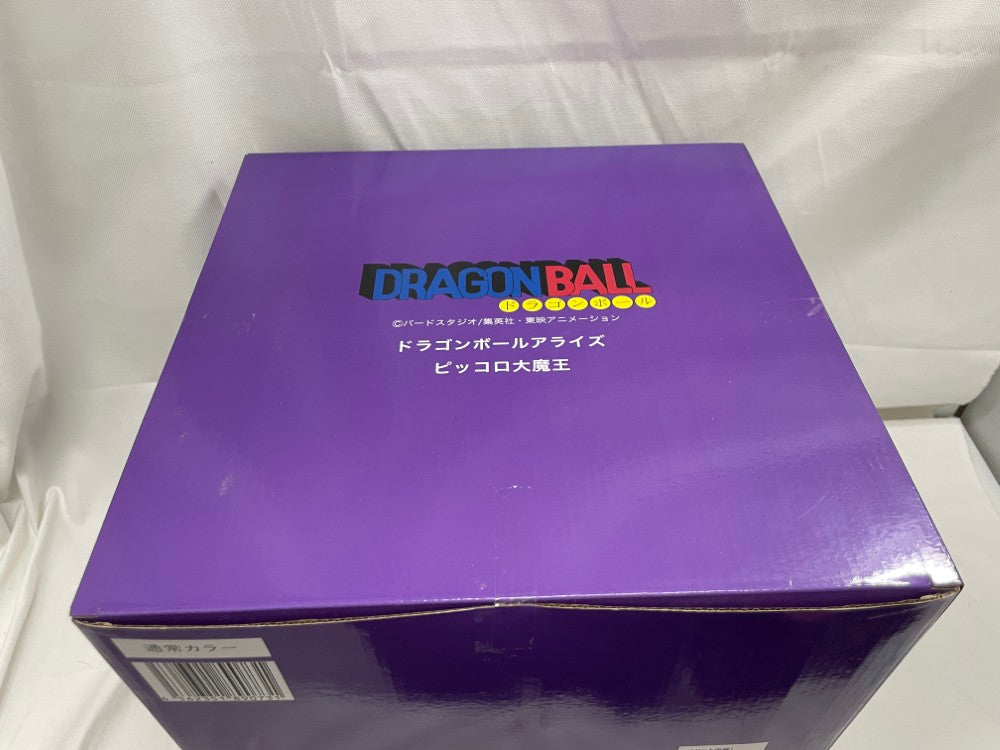 DRAGON BALL
ドラゴンボール
©バードスタジオ/集英社・東映アニメーション
ドラゴンボールアライズ
ピッコロ大魔王
通常カラー